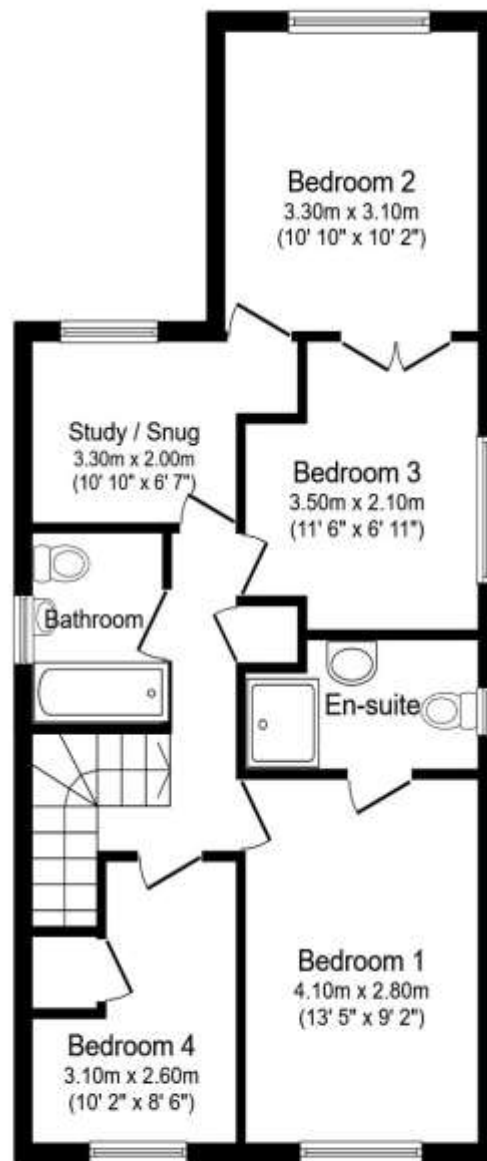 Bedroom 2
3.30m x 3.10m
(10' 10" x 10' 2")
Study / Snug
3.30m x 2.00m
(10' 10" x 6' 7")
Bedroom 3
3.50m x 2.10m
(11' 6" x 6' 11")
Bathroom
En-suite
Bedroom 1
4.10m x 2.80m
(13' 5" x 9' 2")
Bedroom 4
3.10m x 2.60m
(10' 2" x 8' 6")